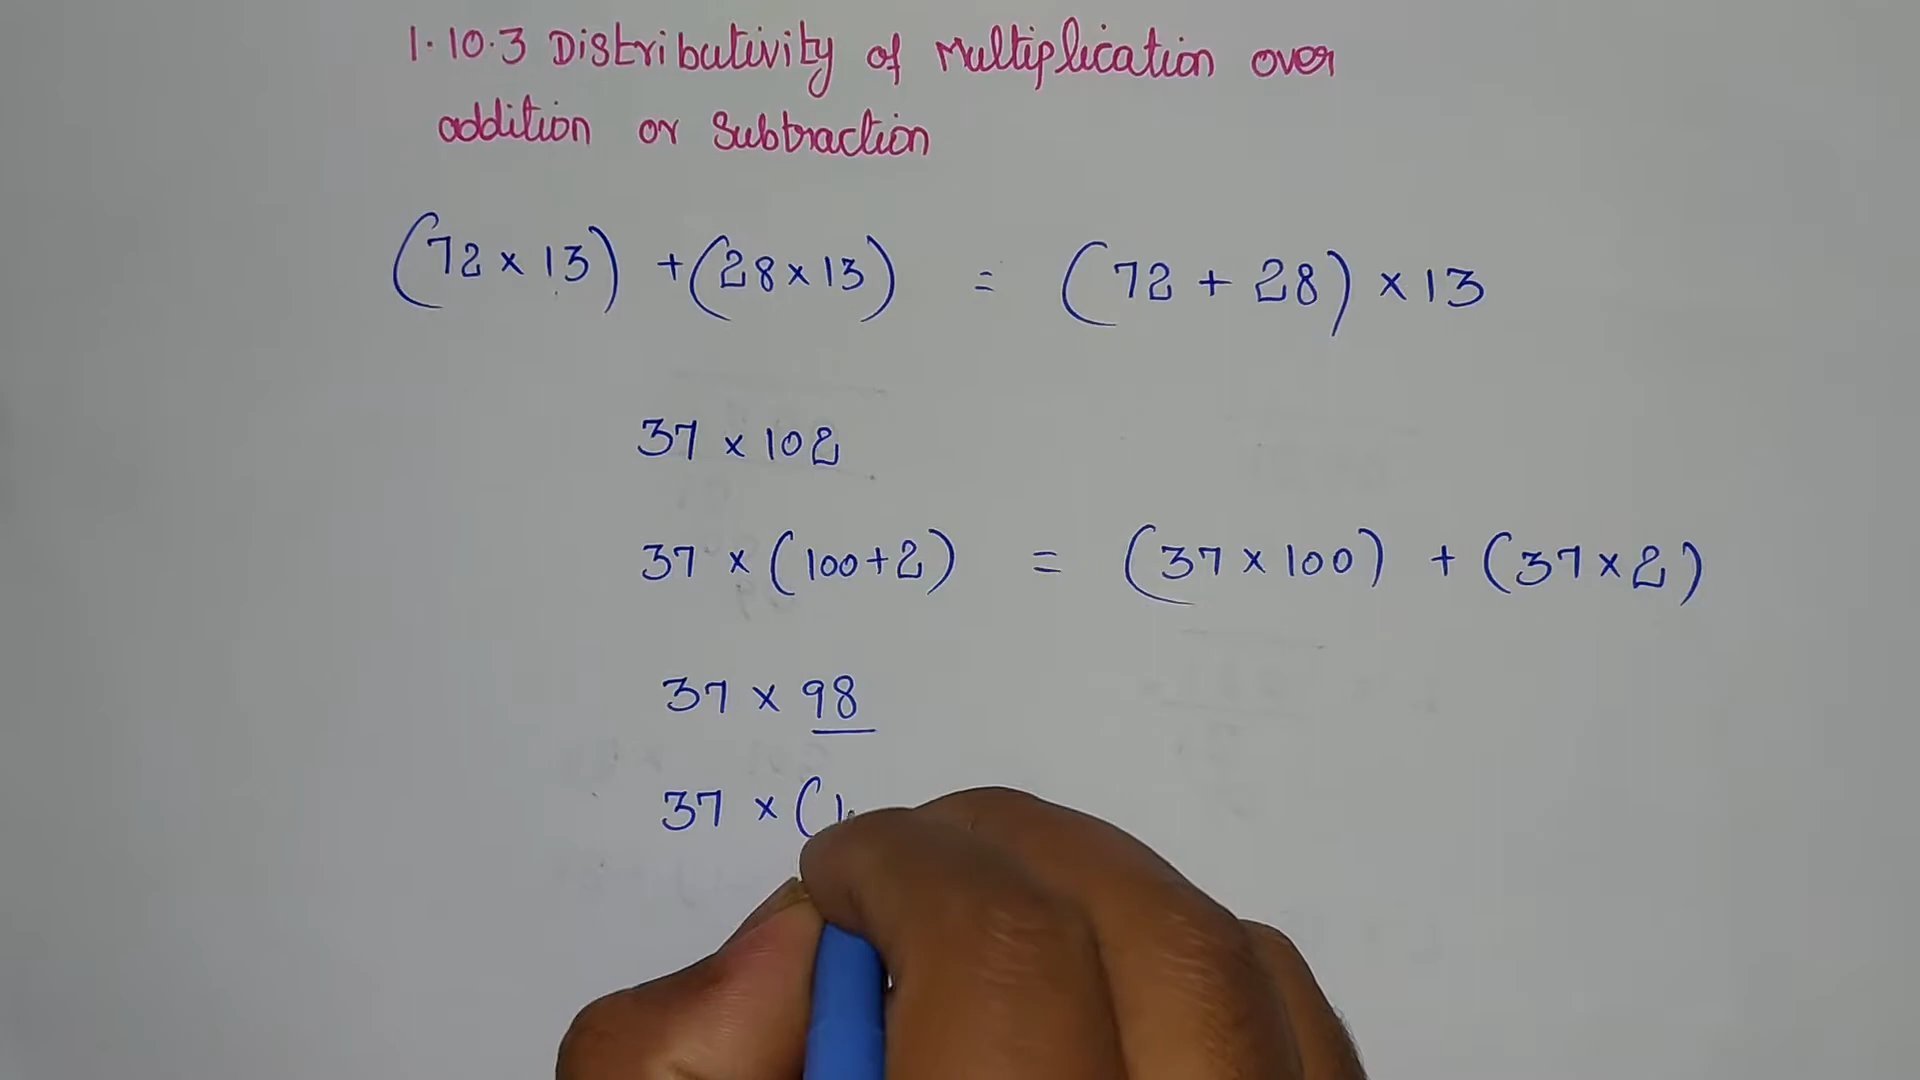 1.10.3 Distributivity of Multiplication over
addition or Subtraction
(72 × 13) + (28 × 13) = (72 + 28) × 13
37 × 102
37 × (100+2) = (37 × 100) + (37 × 2)
37 × 98
37 × (1